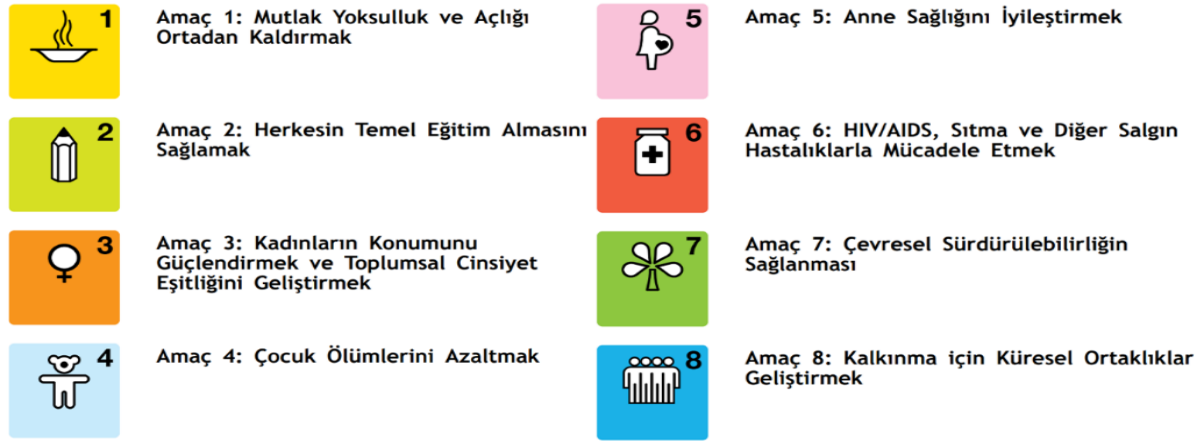 1
Amaç 1: Mutlak Yoksulluk ve Açlığı
Ortadan Kaldırmak
2
Amaç 2: Herkesin Temel Eğitim Almasını
Sağlamak
3
Amaç 3: Kadınların Konumunu
Güçlendirmek ve Toplumsal Cinsiyet
Eşitliğini Geliştirmek
4
Amaç 4: Çocuk Ölümlerini Azaltmak
5
Amaç 5: Anne Sağlığını İyileştirmek
6
Amaç 6: HIV/AIDS, Sıtma ve Diğer Salgın
Hastalıklarla Mücadele Etmek
7
Amaç 7: Çevresel Sürdürülebilirliğin
Sağlanması
8
Amaç 8: Kalkınma için Küresel Ortaklıklar
Geliştirmek